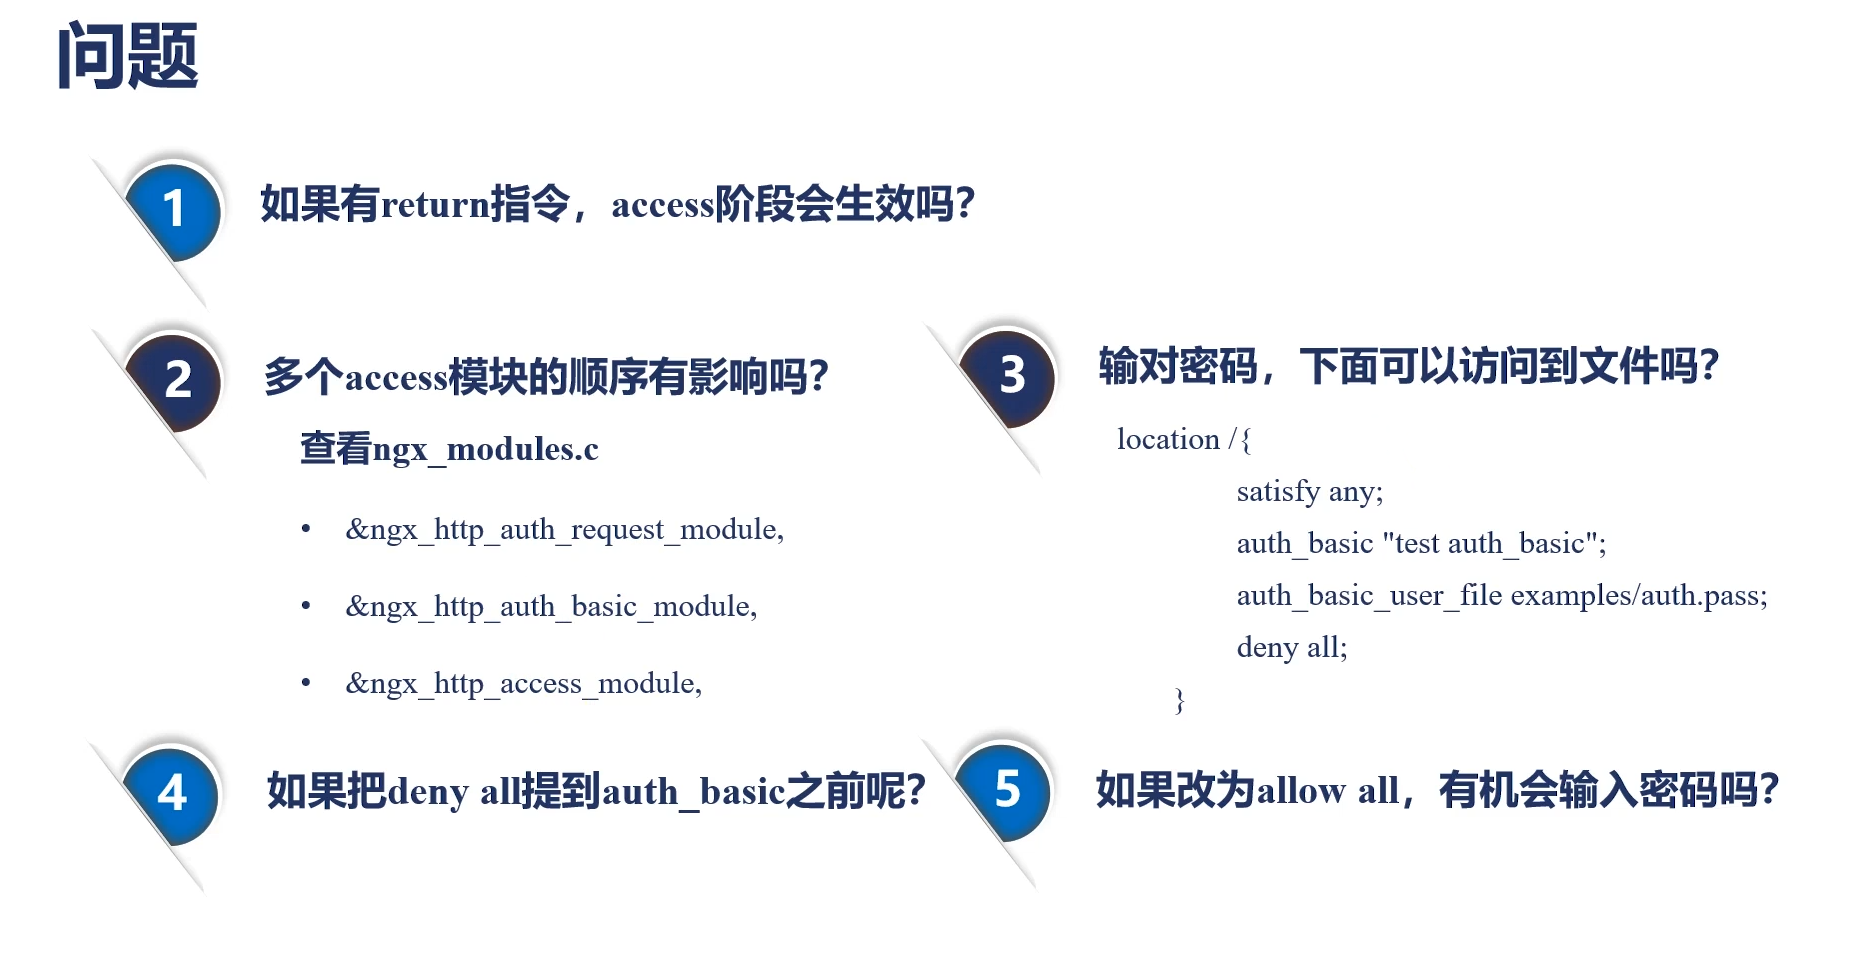 问题
1
如果有return指令，access阶段会生效吗？
2
多个access模块的顺序有影响吗？
查看ngx_modules.c
• &ngx_http_auth_request_module,
• &ngx_http_auth_basic_module,
• &ngx_http_access_module,
3
输对密码，下面可以访问到文件吗？
location /{
satisfy any;
auth_basic "test auth_basic";
auth_basic_user_file examples/auth.pass;
deny all;
}
4
如果把deny all提到auth_basic之前呢？
5
如果改为allow all，有机会输入密码吗？